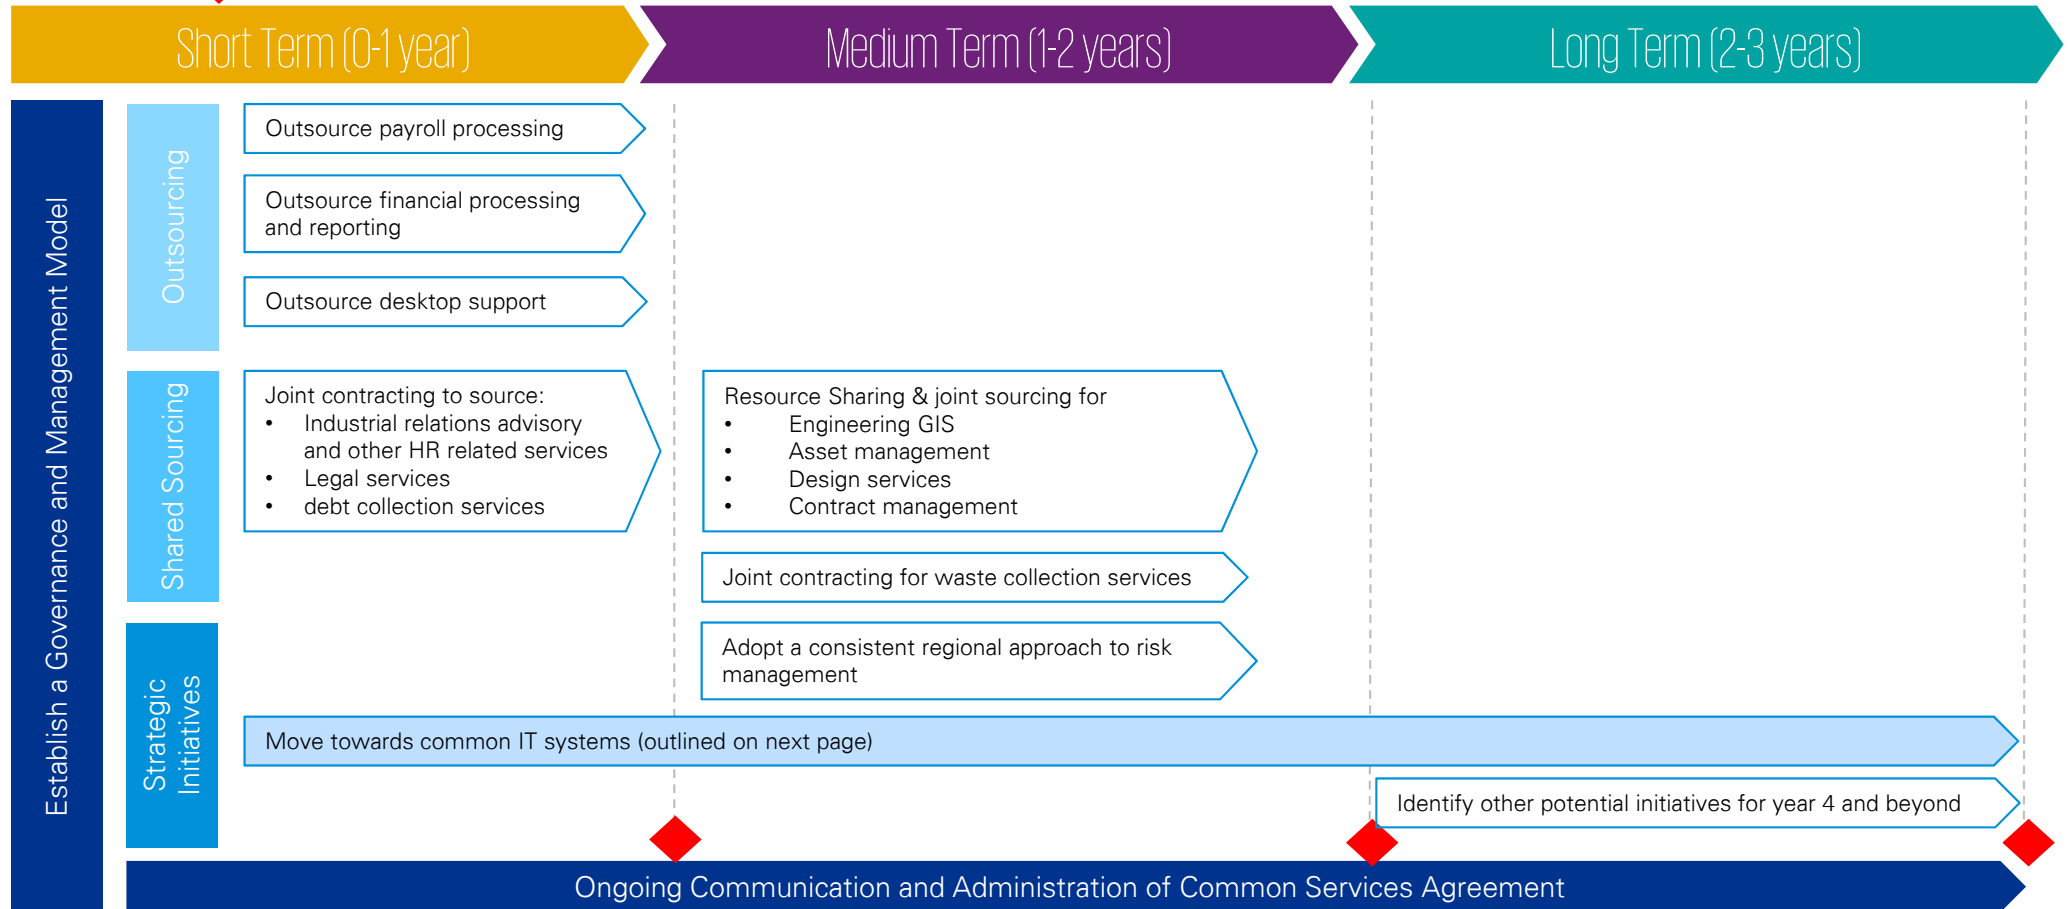 Short Term (0-1 year)
Medium Term (1-2 years)
Long Term (2-3 years)
Establish a Governance and Management Model
Outsourcing
Outsource payroll processing
Outsource financial processing
and reporting
Outsource desktop support
Shared Sourcing
Joint contracting to source:
• Industrial relations advisory
and other HR related services
• Legal services
• debt collection services
Resource Sharing & joint sourcing for
• Engineering GIS
• Asset management
• Design services
• Contract management
Joint contracting for waste collection services
Strategic
Initiatives
Adopt a consistent regional approach to risk
management
Move towards common IT systems (outlined on next page)
Identify other potential initiatives for year 4 and beyond
Ongoing Communication and Administration of Common Services Agreement